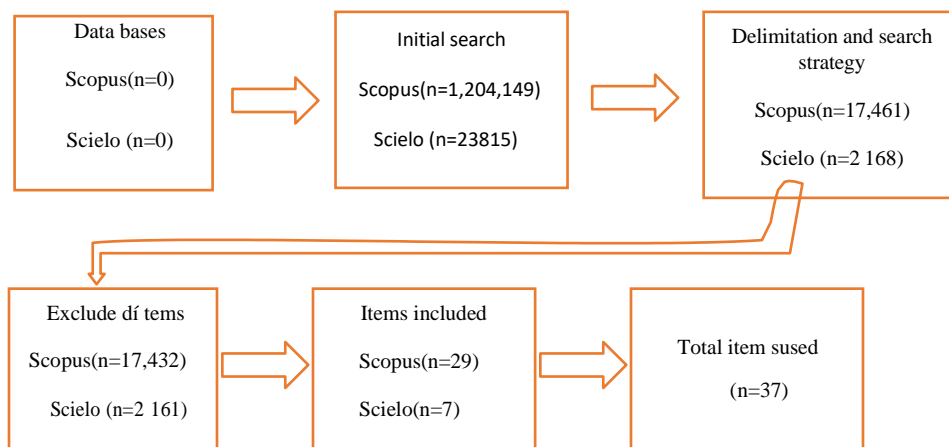 Data bases
Scopus(n=0)
Scielo (n=0)
Initial search
Scopus(n=1,204,149)
Scielo (n=23815)
Delimitation and search
strategy
Scopus(n=17,461)
Scielo (n=2 168)
Exclude dí tems
Scopus(n=17,432)
Scielo (n=2 161)
Items included
Scopus(n=29)
Scielo(n=7)
Total item sused
(n=37)